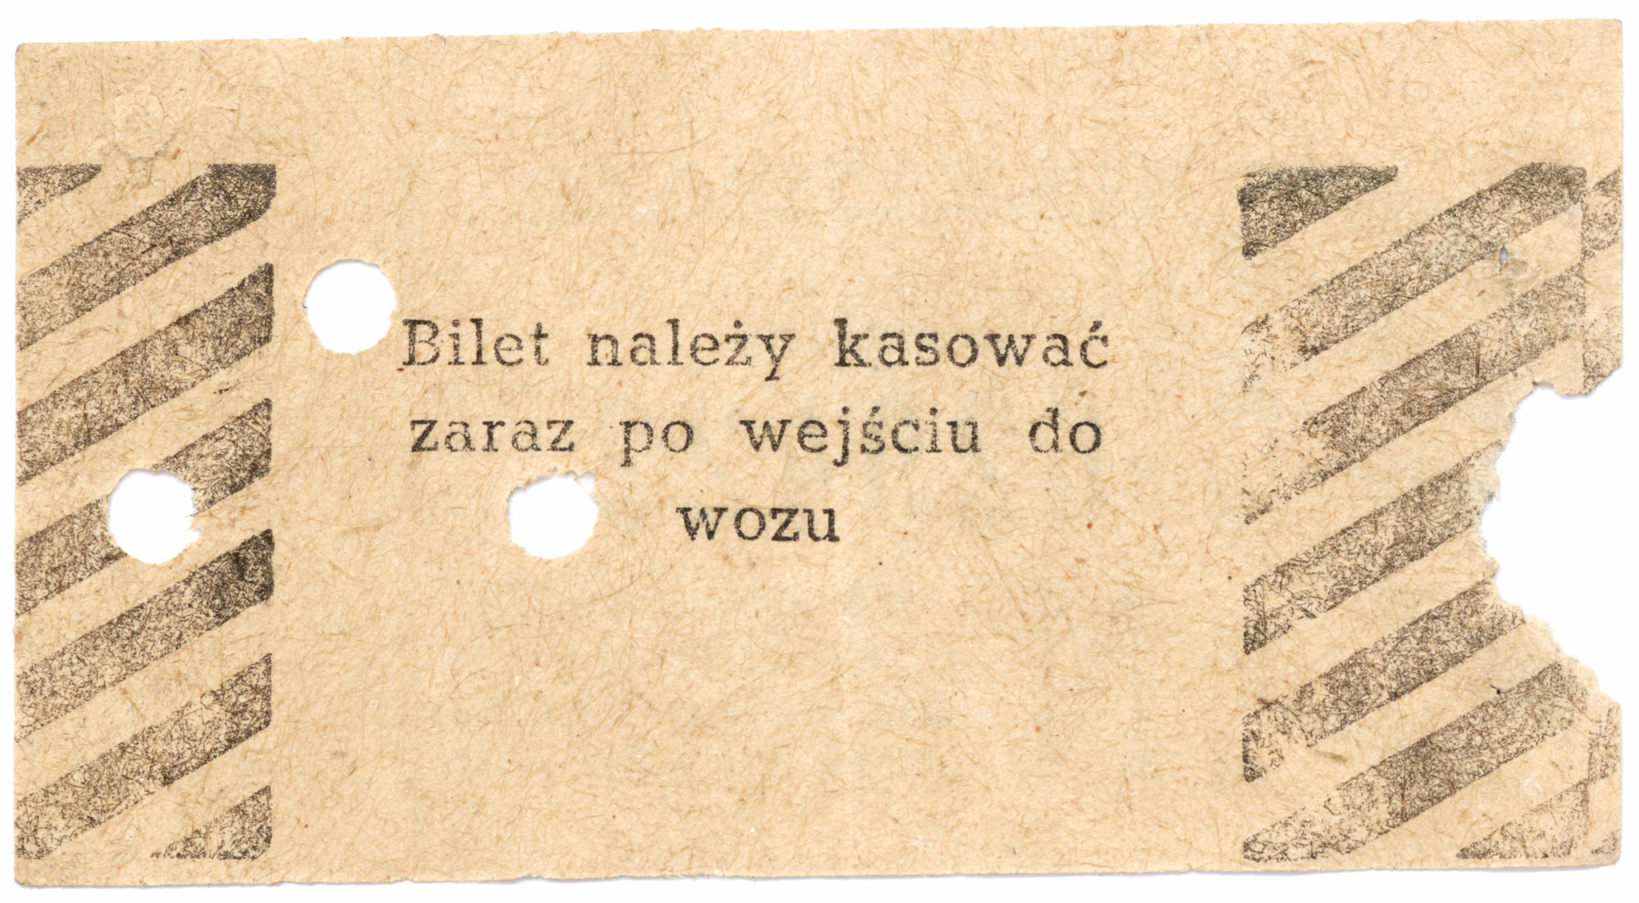 Bilet należy kasować
zaraz po wejściu do
wozu